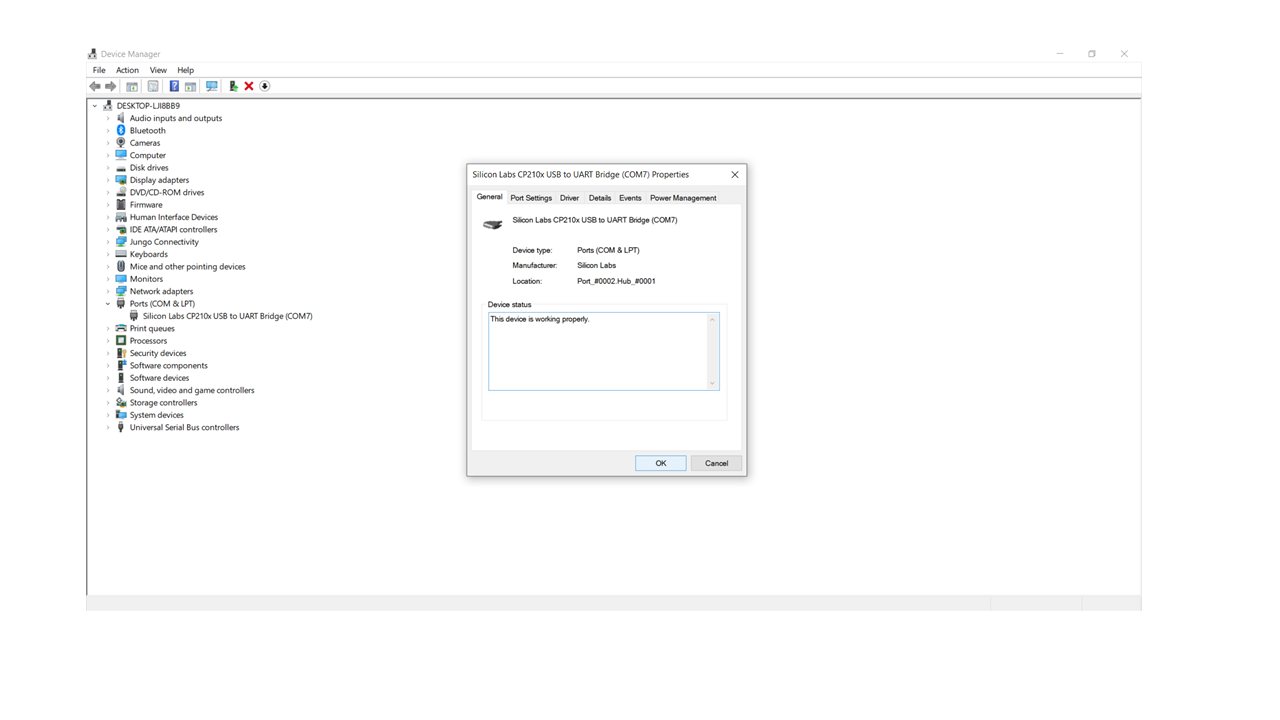 Device Manager
File Action View Help
DESKTOP-LJI8BB9
Audio inputs and outputs
Bluetooth
Cameras
Computer
Disk drives
Display adapters
DVD/CD-ROM drives
Firmware
Human Interface Devices
IDE ATA/ATAPI controllers
Jungo Connectivity
Keyboards
Mice and other pointing devices
Monitors
Network adapters
Ports (COM & LPT)
Silicon Labs CP210x USB to UART Bridge (COM7)
Print queues
Processors
Security devices
Software components
Software devices
Sound, video and game controllers
Storage controllers
System devices
Universal Serial Bus controllers
Silicon Labs CP210x USB to UART Bridge (COM7) Properties
General Port Settings Driver Details Events Power Management
Silicon Labs CP210x USB to UART Bridge (COM7)
Device type: Ports (COM & LPT)
Manufacturer: Silicon Labs
Location: Port_#0002.Hub_#0001
Device status
This device is working properly.
OK Cancel